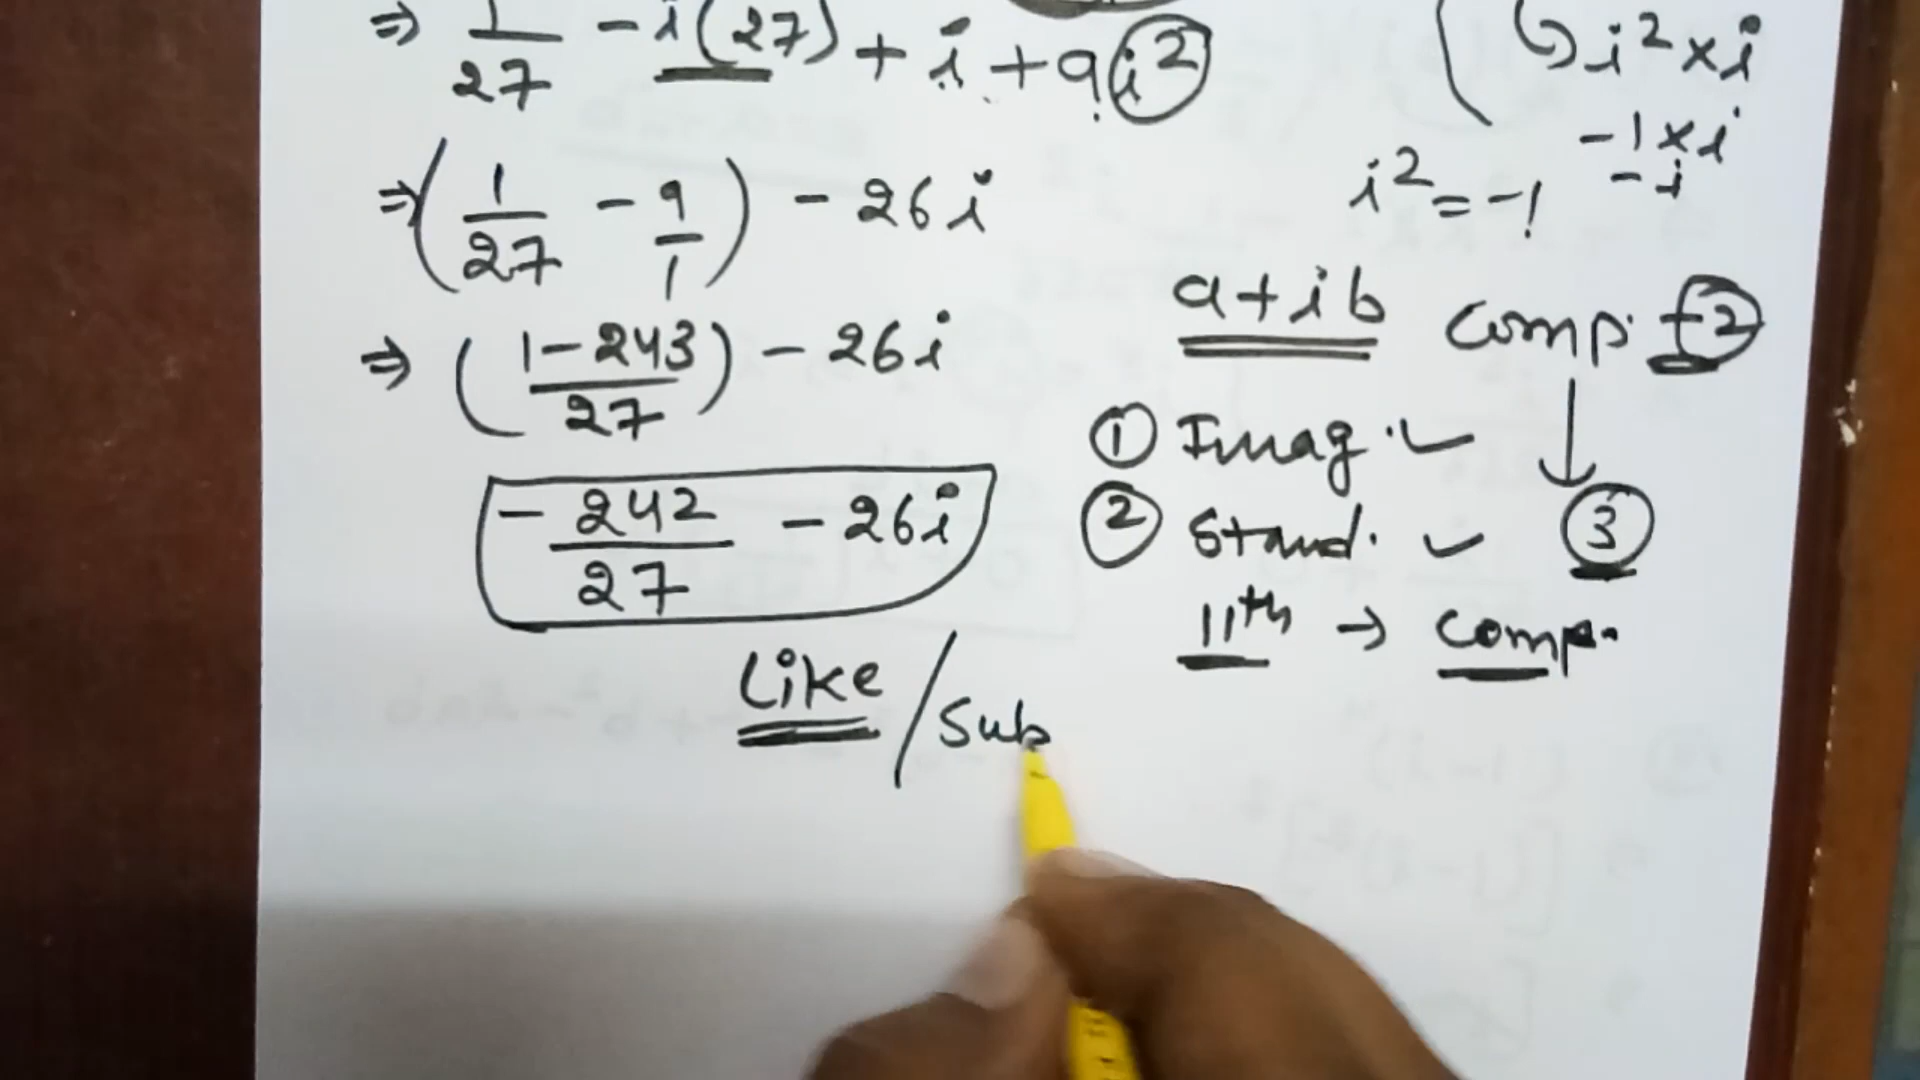 ⇒ 1/27 - i(27) + i + 9i²
⇒ (1/27 - 9/1) - 26i
⇒ (1-243/27) - 26i
- 242/27 - 26i
Like / Sub
↳ i² × i
-1 × i
- i
i² = -1
a + ib comp. -2
① Imag. ✓ ↓
② Stand. ✓ ③
11th → comp.